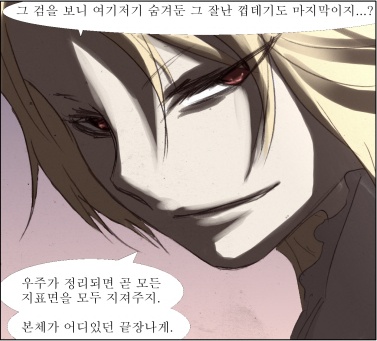 그 검을 보니 여기저기 숨겨둔 그 잘난 껍데기도 마지막이지...?
우주가 정리되면 곧 모든
지표면을 모두 지져주지.
본체가 어디있던 끝장나게.